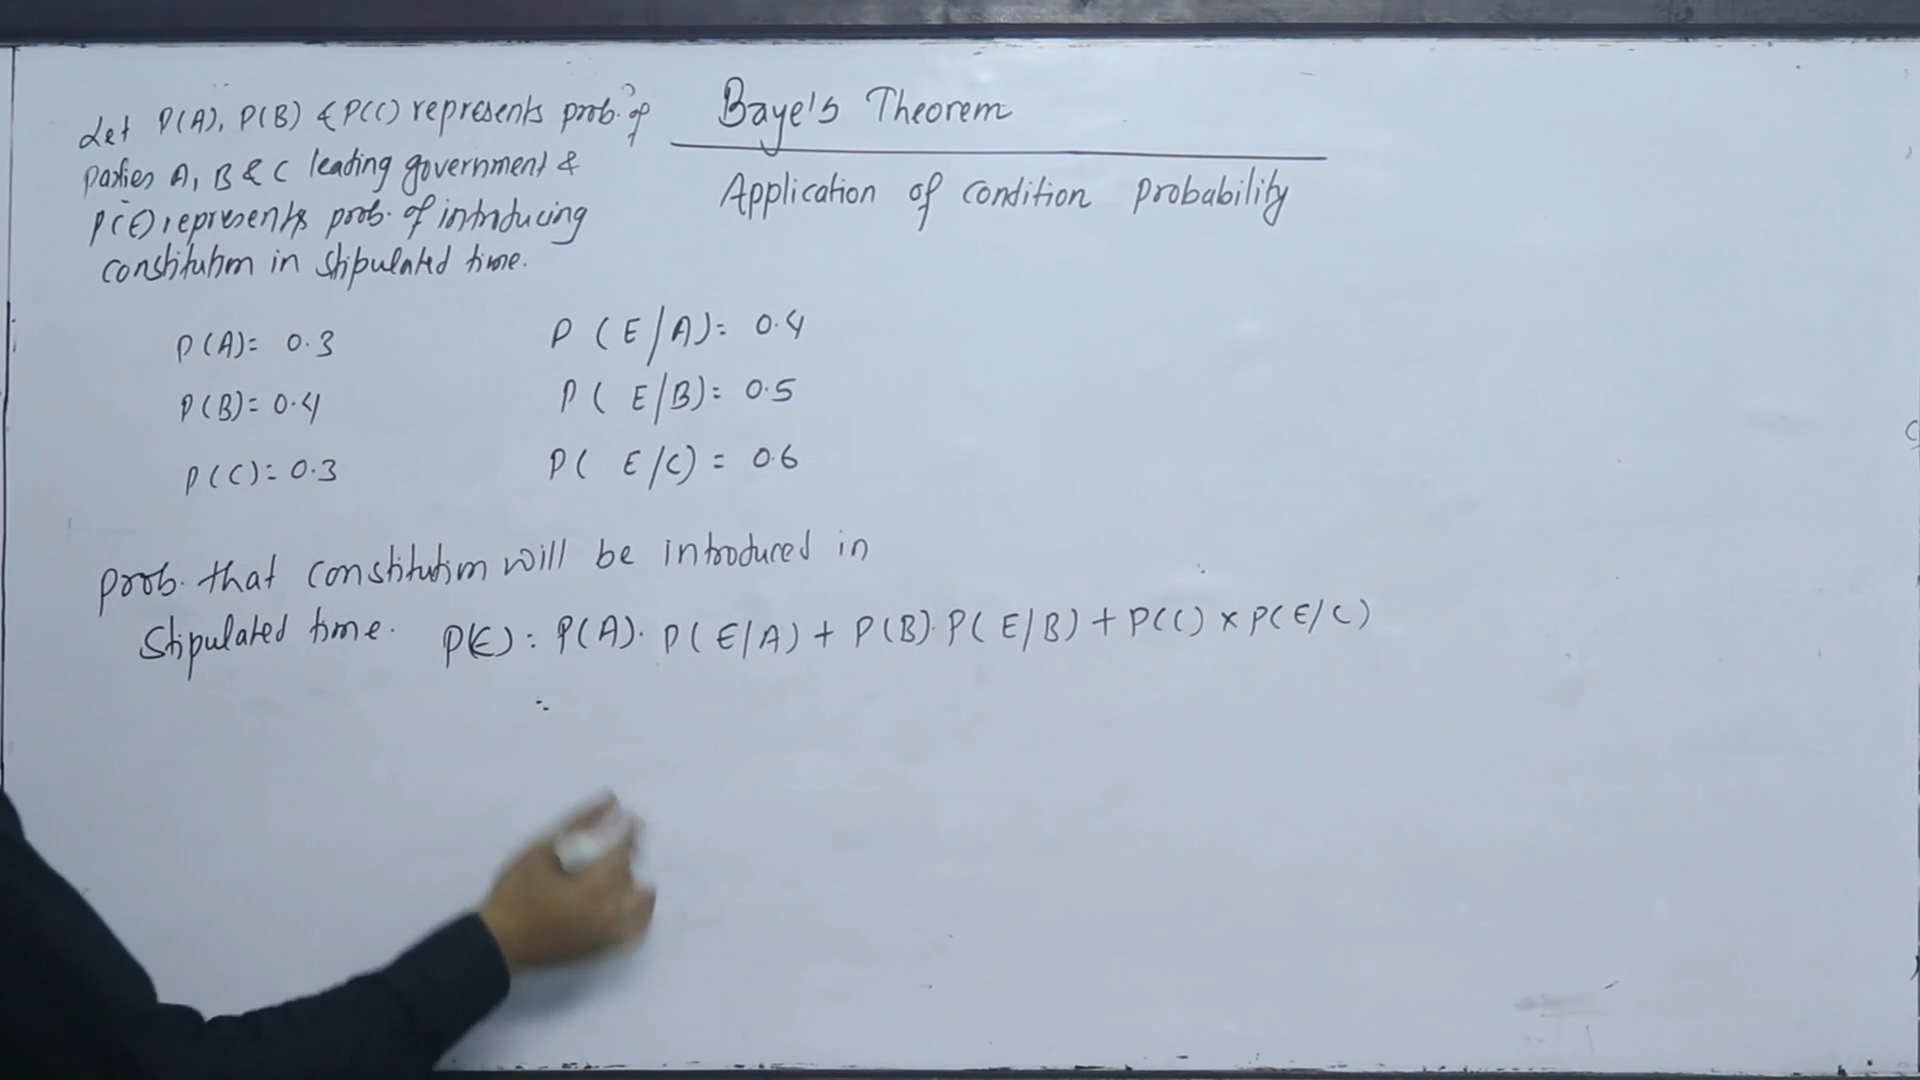 Let P(A), P(B) & P(C) represents prob. of
parties A, B & C leading government &
P(E) represents prob. of introducing
constitution in stipulated time.
Baye's Theorem
Application of condition probability
P(A) = 0.3
P(B) = 0.4
P(C) = 0.3
P(E/A) = 0.4
P(E/B) = 0.5
P(E/C) = 0.6
prob. that constitution will be introduced in
stipulated time. P(E) = P(A). P(E/A) + P(B). P(E/B) + P(C) × P(E/C)